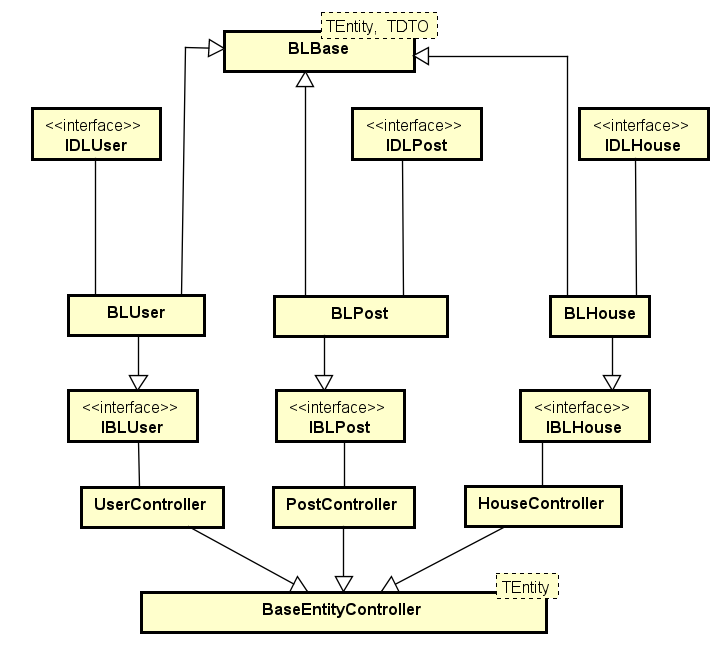 TEntity, TDTO
BLBase
<<interface>>
IDLUser
<<interface>>
IDLPost
<<interface>>
IDLHouse
BLUser
BLPost
BLHouse
<<interface>>
IBLUser
<<interface>>
IBLPost
<<interface>>
IBLHouse
UserController
PostController
HouseController
TEntity
BaseEntityController